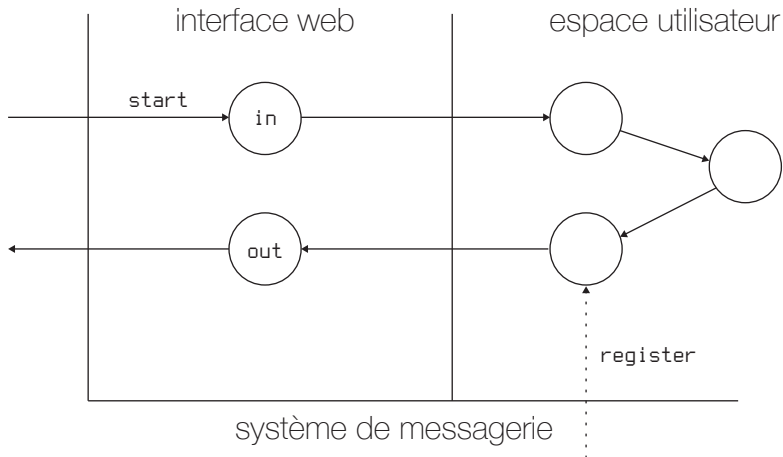 interface web
espace utilisateur
start
in
out
register
système de messagerie